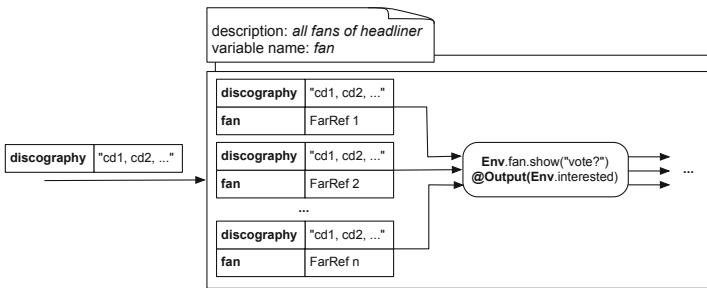 description: all fans of headliner
variable name: fan
discography "cd1, cd2, ..."
fan FarRef 1
discography "cd1, cd2, ..."
discography "cd1, cd2, ..."
fan FarRef 2
...
discography "cd1, cd2, ..."
fan FarRef n
Env.fan.show("vote?")
@Output(Env.interested)
...